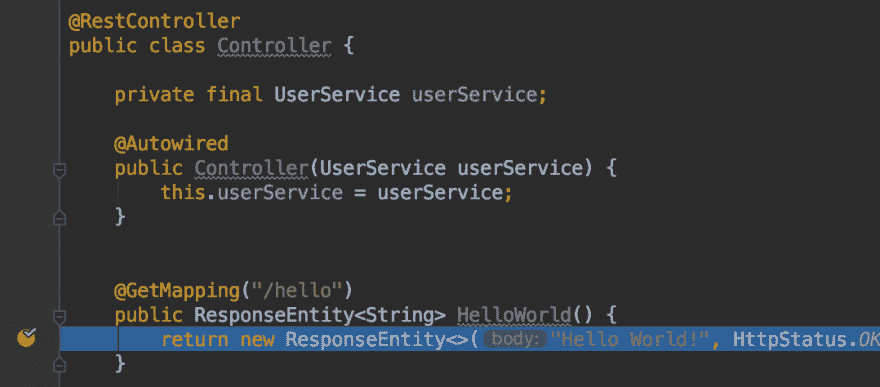 @RestController
public class Controller {
private final UserService userService;
@Autowired
public Controller(UserService userService) {
this.userService = userService;
}
@GetMapping("/hello")
public ResponseEntity<String> HelloWorld() {
return new ResponseEntity<>( body: "Hello World!", HttpStatus.OK
}